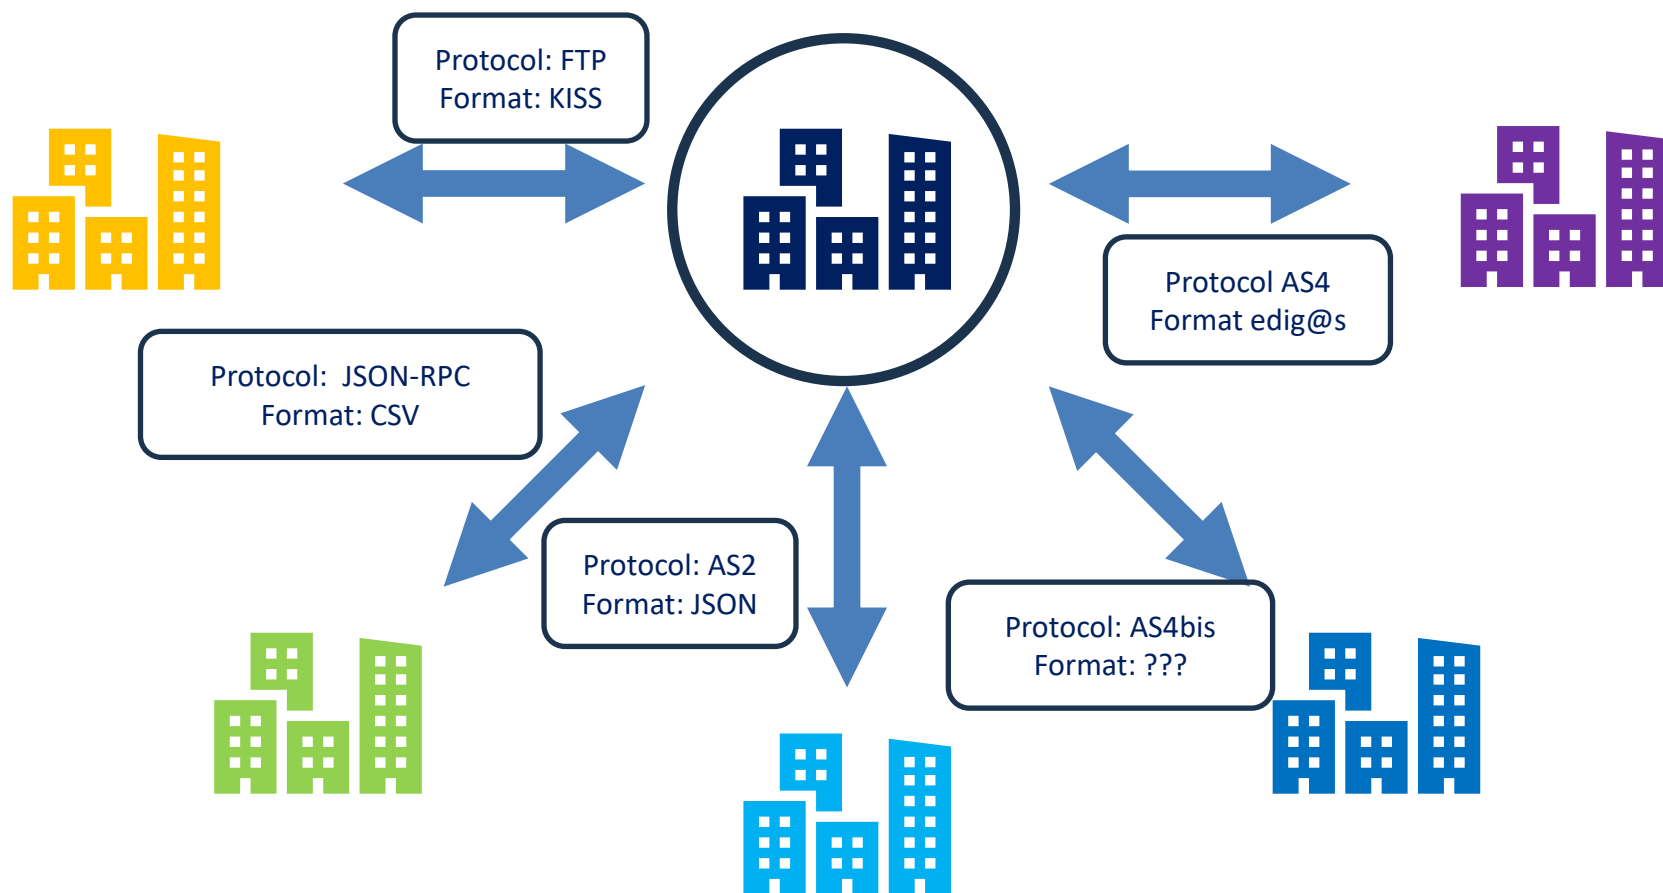 Protocol: FTP
Format: KISS
Protocol AS4
Format edig@s
Protocol: JSON-RPC
Format: CSV
Protocol: AS2
Format: JSON
Protocol: AS4bis
Format: ???